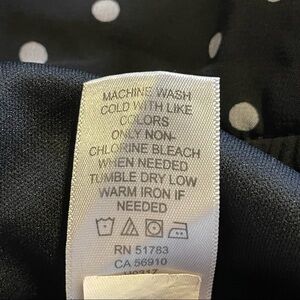 MACHINE WASH
COLD WITH LIKE
COLORS
ONLY NON-
CHLORINE BLEACH
WHEN NEEDED
TUMBLE DRY LOW
WARM IRON IF
NEEDED
RN 51783
CA 56910